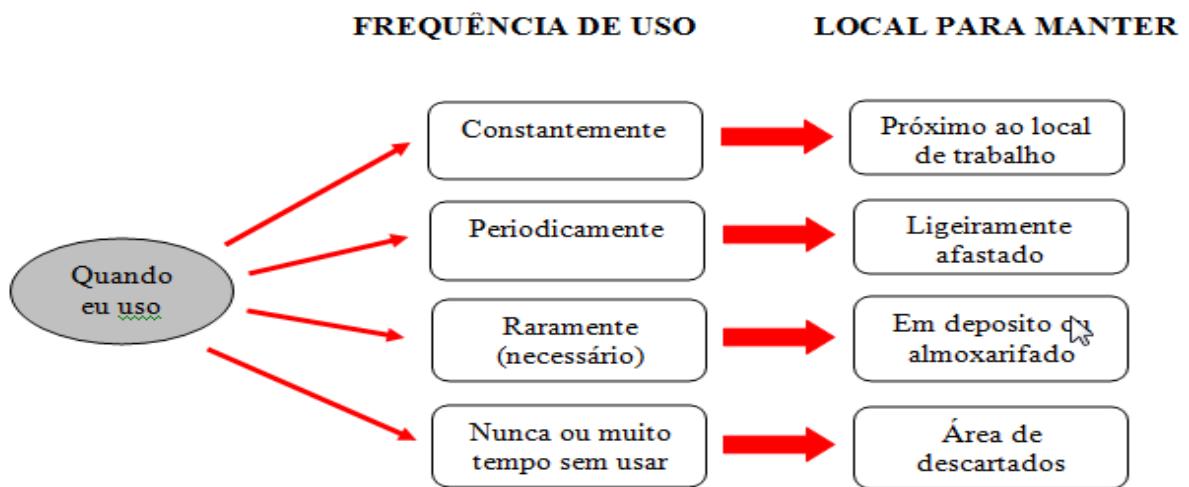 FREQUÊNCIA DE USO
LOCAL PARA MANTER
Constantemente
Próximo ao local
de trabalho
Periodicamente
Ligeiramente
afastado
Quando
eu uso
Raramente
(necessário)
Em deposito ou
almoxarifado
Nunca ou muito
tempo sem usar
Área de
descartados